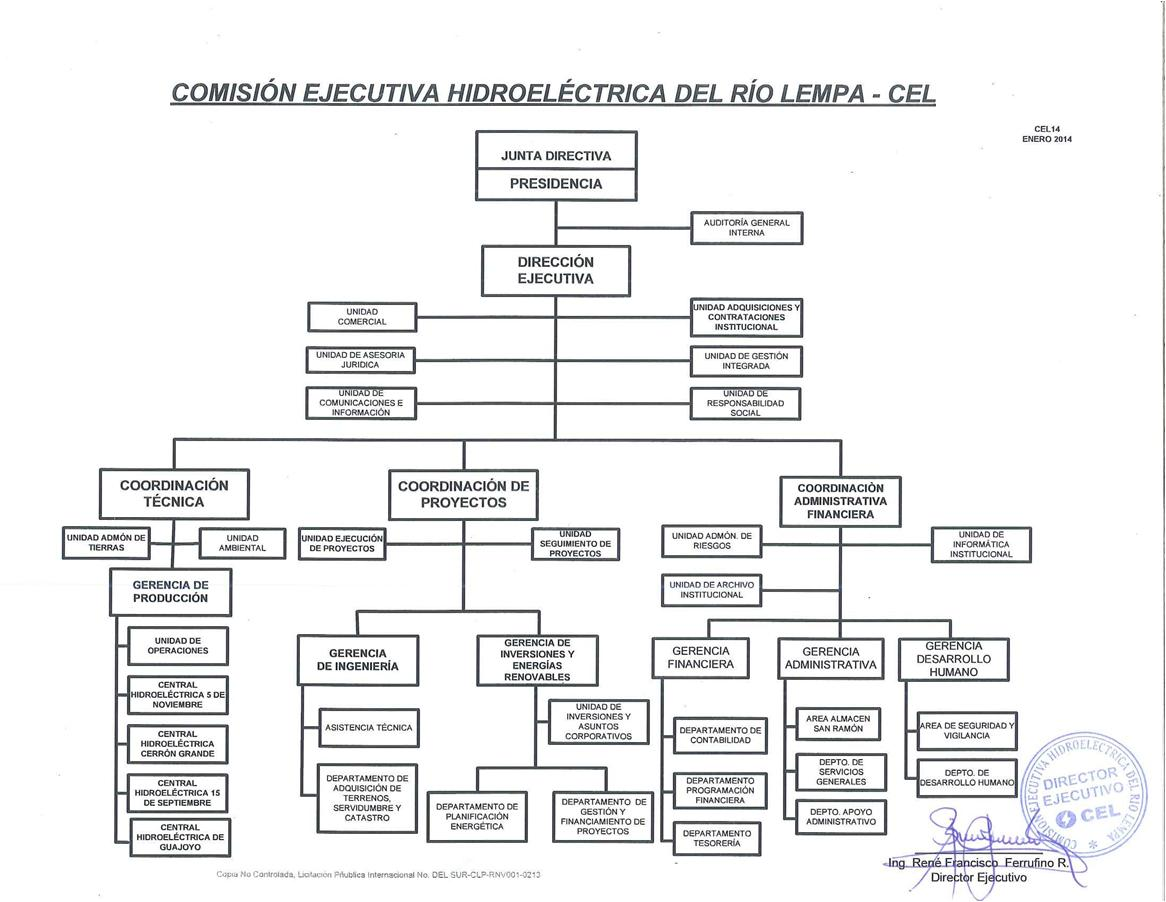 COMISIÓN EJECUTIVA HIDROELÉCTRICA DEL RÍO LEMPA - CEL
CEL14
ENERO 2014
JUNTA DIRECTIVA
PRESIDENCIA
AUDITORÍA GENERAL
INTERNA
DIRECCIÓN
EJECUTIVA
UNIDAD
COMERCIAL
UNIDAD ADQUISICIONES Y
CONTRATACIONES
INSTITUCIONAL
UNIDAD DE ASESORIA
JURIDICA
UNIDAD DE GESTIÓN
INTEGRADA
UNIDAD DE
COMUNICACIONES E
INFORMACIÓN
UNIDAD DE
RESPONSABILIDAD
SOCIAL
COORDINACIÓN
TÉCNICA
COORDINACIÓN DE
PROYECTOS
COORDINACIÓN
ADMINISTRATIVA
FINANCIERA
UNIDAD ADMÓN DE
TIERRAS
UNIDAD
AMBIENTAL
UNIDAD EJECUCIÓN
DE PROYECTOS
UNIDAD
SEGUIMIENTO DE
PROYECTOS
UNIDAD ADMÓN. DE
RIESGOS
UNIDAD DE
INFORMÁTICA
INSTITUCIONAL
UNIDAD DE ARCHIVO
INSTITUCIONAL
GERENCIA DE
PRODUCCIÓN
UNIDAD DE
OPERACIONES
CENTRAL
HIDROELÉCTRICA 5 DE
NOVIEMBRE
CENTRAL
HIDROELÉCTRICA
CERRÓN GRANDE
CENTRAL
HIDROELÉCTRICA 15
DE SEPTIEMBRE
CENTRAL
HIDROELÉCTRICA DE
GUAJOYO
GERENCIA
DE INGENIERÍA
ASISTENCIA TÉCNICA
DEPARTAMENTO DE
ADQUISICIÓN DE
TERRENOS,
SERVIDUMBRE Y
CATASTRO
GERENCIA DE
INVERSIONES Y
ENERGÍAS
RENOVABLES
UNIDAD DE
INVERSIONES Y
ASUNTOS
CORPORATIVOS
DEPARTAMENTO DE
PLANIFICACIÓN
ENERGÉTICA
DEPARTAMENTO DE
GESTIÓN Y
FINANCIAMIENTO DE
PROYECTOS
GERENCIA
FINANCIERA
DEPARTAMENTO DE
CONTABILIDAD
DEPARTAMENTO
PROGRAMACIÓN
FINANCIERA
DEPARTAMENTO
TESORERÍA
GERENCIA
ADMINISTRATIVA
AREA ALMACEN
SAN RAMÓN
DEPTO. DE
SERVICIOS
GENERALES
DEPTO. APOYO
ADMINISTRATIVO
GERENCIA
DESARROLLO
HUMANO
AREA DE SEGURIDAD Y
VIGILANCIA
DEPTO. DE
DESARROLLO HUMANO
COMISION EJECUTIVA HIDROELECTRICA DEL RIO LEMPA
DIRECTOR
EJECUTIVO
CEL
Ing. René Francisco Ferrufino R.
Director Ejecutivo
Copia No Controlada, Licitación Pñublica Internacional No. DEL SUR-CLP-RNV001-0213